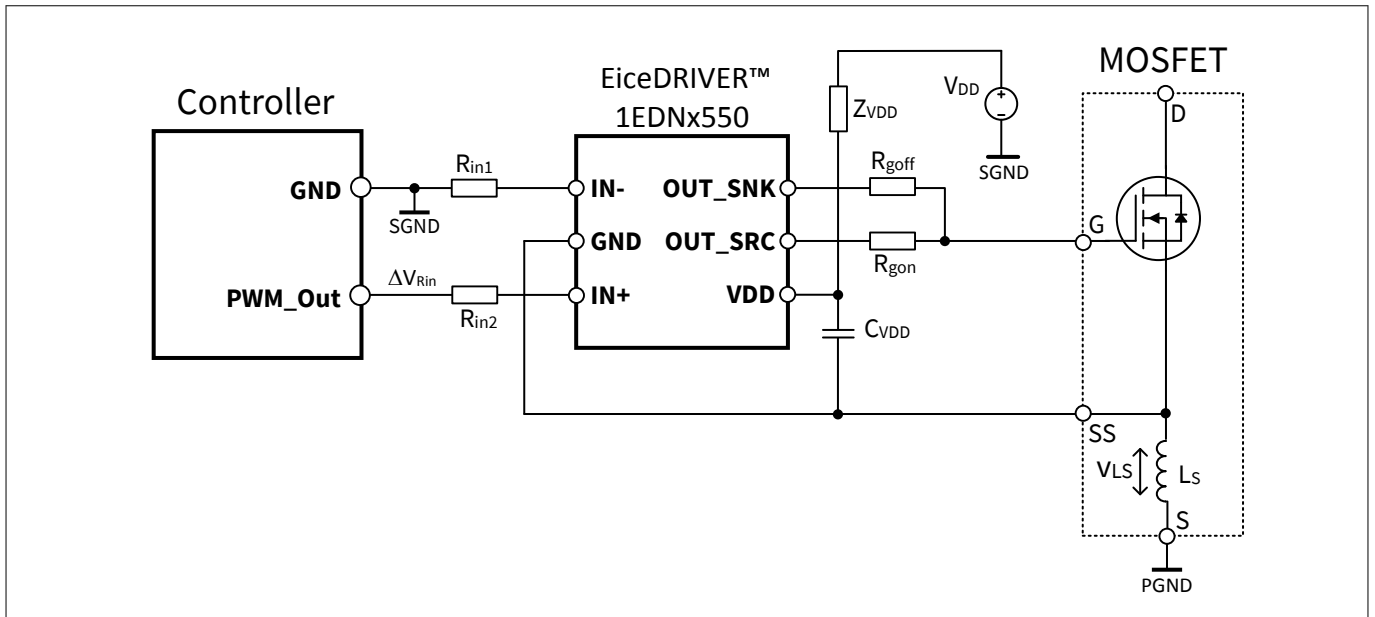 Controller
GND
SGND
PWM_Out
ΔVRin
Rin1
Rin2
EiceDRIVER™
1EDNx550
IN-
GND
IN+
OUT_SNK
OUT_SRC
VDD
ZVDD
VDD
+
−
SGND
Rgoff
Rgon
CVDD
MOSFET
D
G
SS
vLS
LS
S
PGND